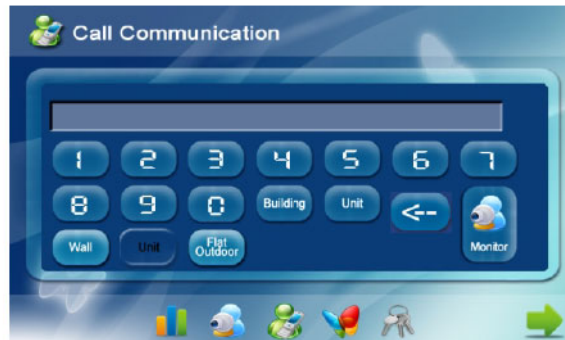 Call Communication
1 2 3 4 5 6 7
8 9 0 Building Unit <-- Monitor
Wall Unit Flat Outdoor